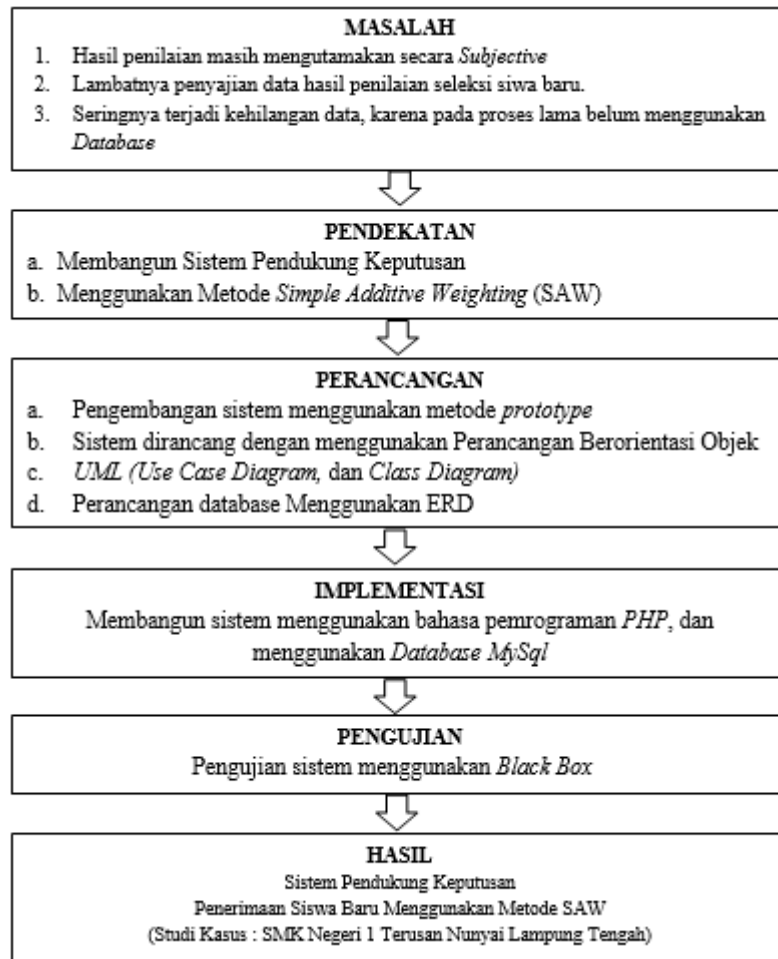 MASALAH
1. Hasil penilaian masih mengutamakan secara Subjective
2. Lambatnya penyajian data hasil penilaian seleksi siwa baru.
3. Seringnya terjadi kehilangan data, karena pada proses lama belum menggunakan
Database
PENDEKATAN
a. Membangun Sistem Pendukung Keputusan
b. Menggunakan Metode Simple Additive Weighting (SAW)
PERANCANGAN
a. Pengembangan sistem menggunakan metode prototype
b. Sistem dirancang dengan menggunakan Perancangan Berorientasi Objek
c. UML (Use Case Diagram, dan Class Diagram)
d. Perancangan database Menggunakan ERD
IMPLEMENTASI
Membangun sistem menggunakan bahasa pemrograman PHP, dan
menggunakan Database MySql
PENGUJIAN
Pengujian sistem menggunakan Black Box
HASIL
Sistem Pendukung Keputusan
Penerimaan Siswa Baru Menggunakan Metode SAW
(Studi Kasus : SMK Negeri 1 Terusan Nunyai Lampung Tengah)